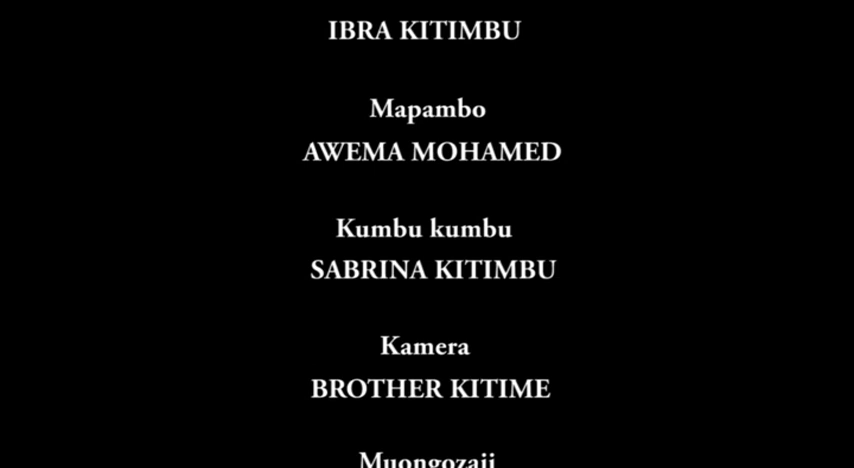 IBRA KITIMBU
Mapambo
AWEMA MOHAMED
Kumbu kumbu
SABRINA KITIMBU
Kamera
BROTHER KITIME
Muongozaji